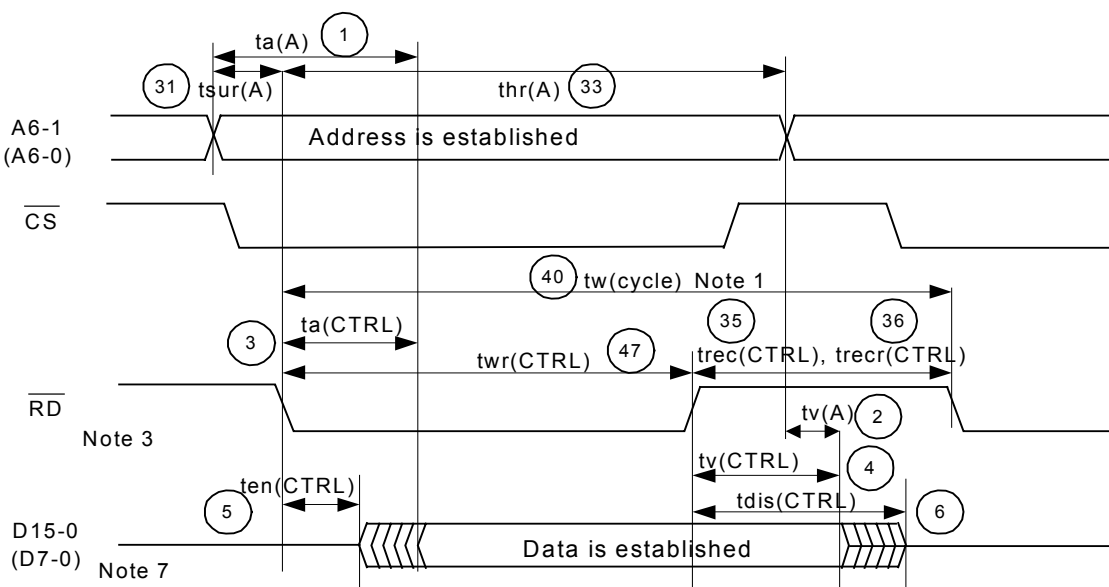 ta(A) 1
31 tsur(A) thr(A) 33
A6-1
(A6-0)
Address is established
CS
40 tw(cycle) Note 1
3 ta(CTRL) 35 36
twr(CTRL) 47 trec(CTRL), trecr(CTRL)
RD
Note 3
tv(A) 2
tv(CTRL) 4
ten(CTRL)
5 tdis(CTRL) 6
D15-0
(D7-0)
Data is established
Note 7